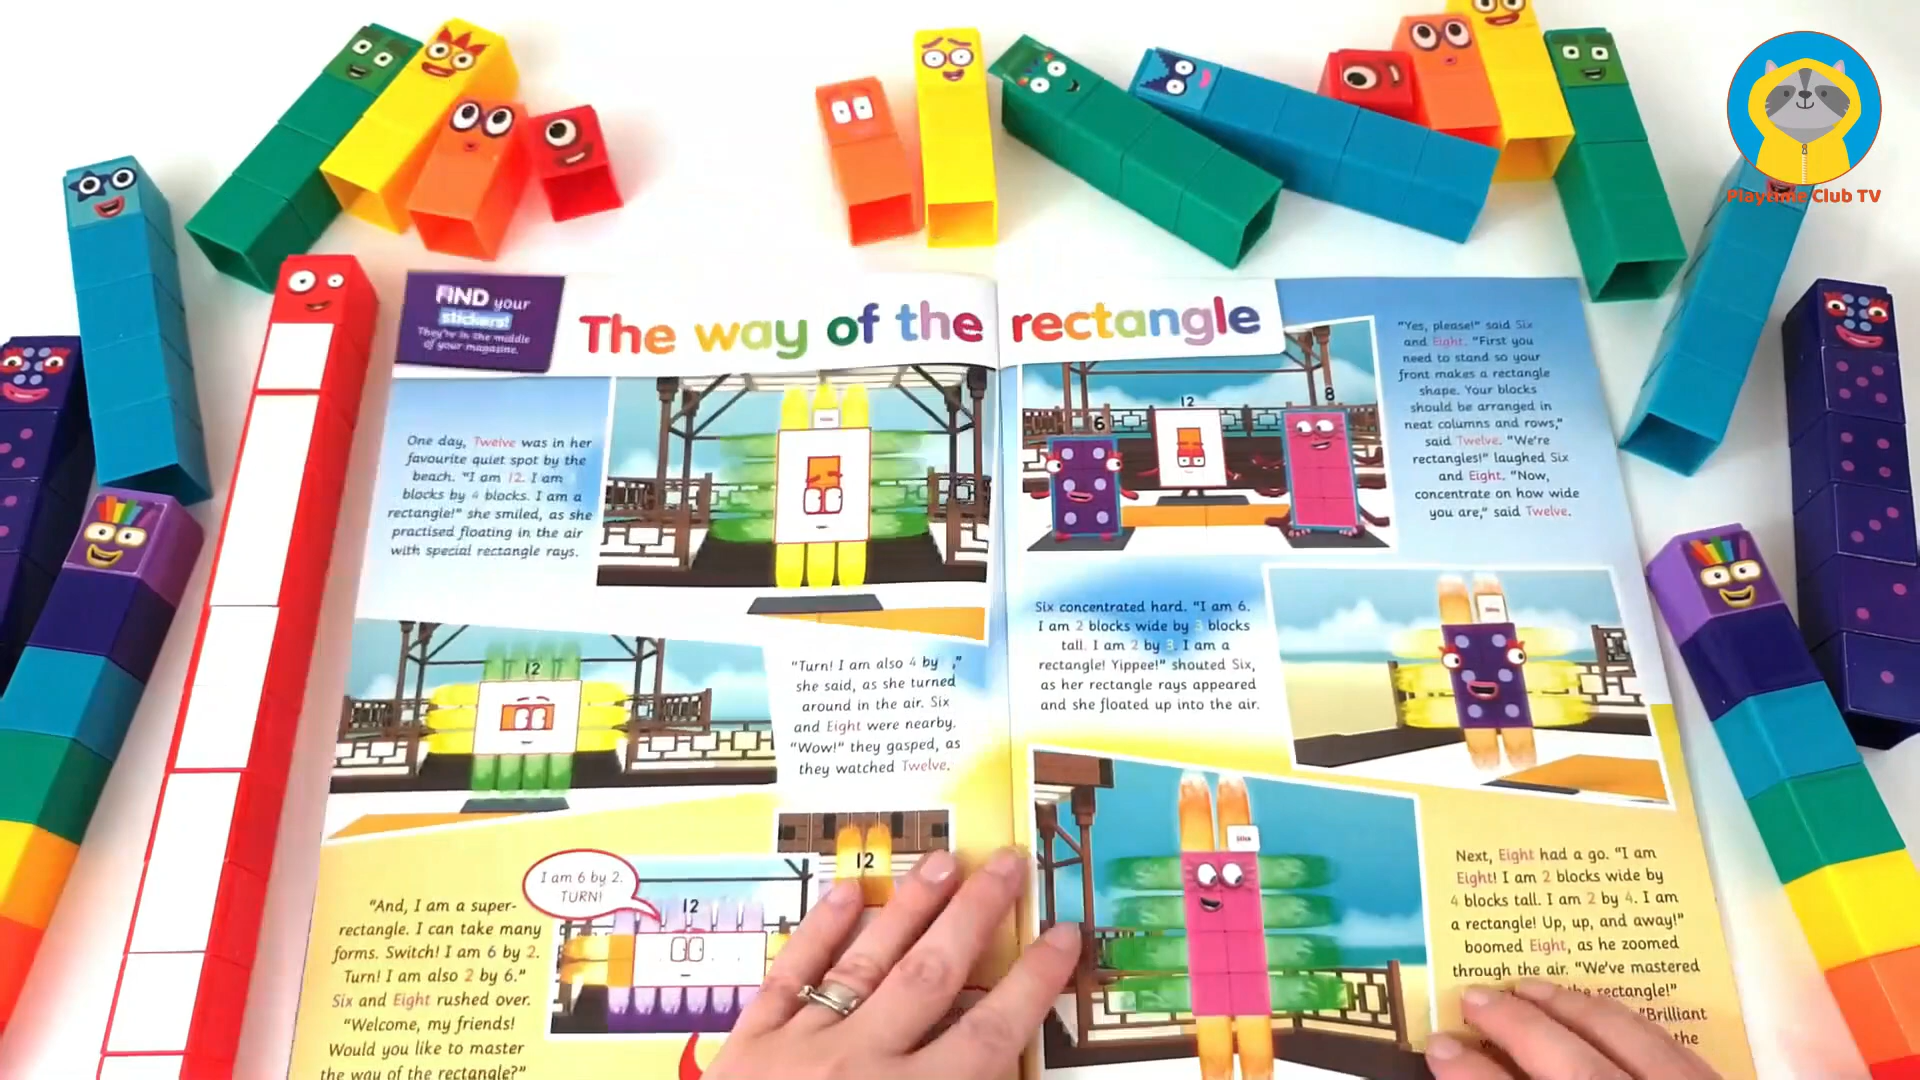 Playtime Club TV
FIND your
stickers!
They're in the middle
of your magazine.
The way of the rectangle
One day, Twelve was in her
favourite quiet spot by the
beach. "I am 12. I am
blocks by 4 blocks. I am a
rectangle!" she smiled, as she
practised floating in the air
with special rectangle rays.
12
"Turn! I am also 4 by ,"
she said, as she turned
around in the air. Six
and Eight were nearby.
"Wow!" they gasped, as
they watched Twelve.
"And, I am a super-
rectangle. I can take many
forms. Switch! I am 6 by 2.
Turn! I am also 2 by 6."
Six and Eight rushed over.
"Welcome, my friends!
Would you like to master
the way of the rectangle?"
I am 6 by 2.
TURN!
12
12
6
12
8
"Yes, please!" said Six
and Eight. "First you
need to stand so your
front makes a rectangle
shape. Your blocks
should be arranged in
neat columns and rows,"
said Twelve. "We're
rectangles!" laughed Six
and Eight. "Now,
concentrate on how wide
you are," said Twelve.
Six concentrated hard. "I am 6.
I am 2 blocks wide by 3 blocks
tall. I am 2 by 3. I am a
rectangle! Yippee!" shouted Six,
as her rectangle rays appeared
and she floated up into the air.
Next, Eight had a go. "I am
Eight! I am 2 blocks wide by
4 blocks tall. I am 2 by 4. I am
a rectangle! Up, up, and away!"
boomed Eight, as he zoomed
through the air. "We've mastered
the rectangle!"
"Brilliant
the